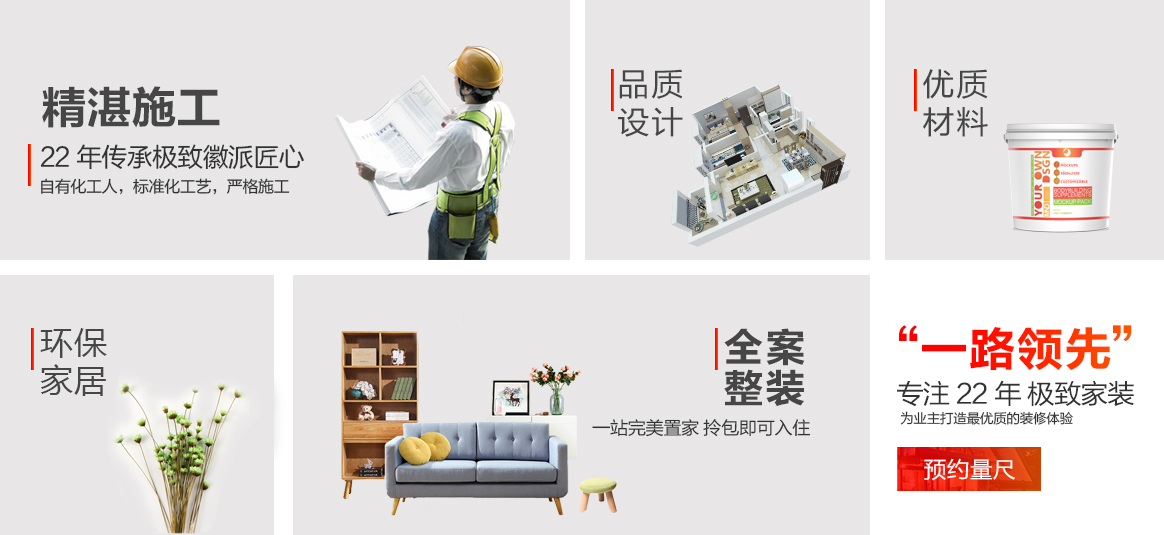 精湛施工
22 年传承极致徽派匠心
自有化工人，标准化工艺，严格施工
品质
设计
优质
材料
YOUR OWN
DSGN
环保
家居
全案
整装
一站完美置家 拎包即可入住
“一路领先”
专注 22 年 极致家装
为业主打造最优质的装修体验
预约量尺